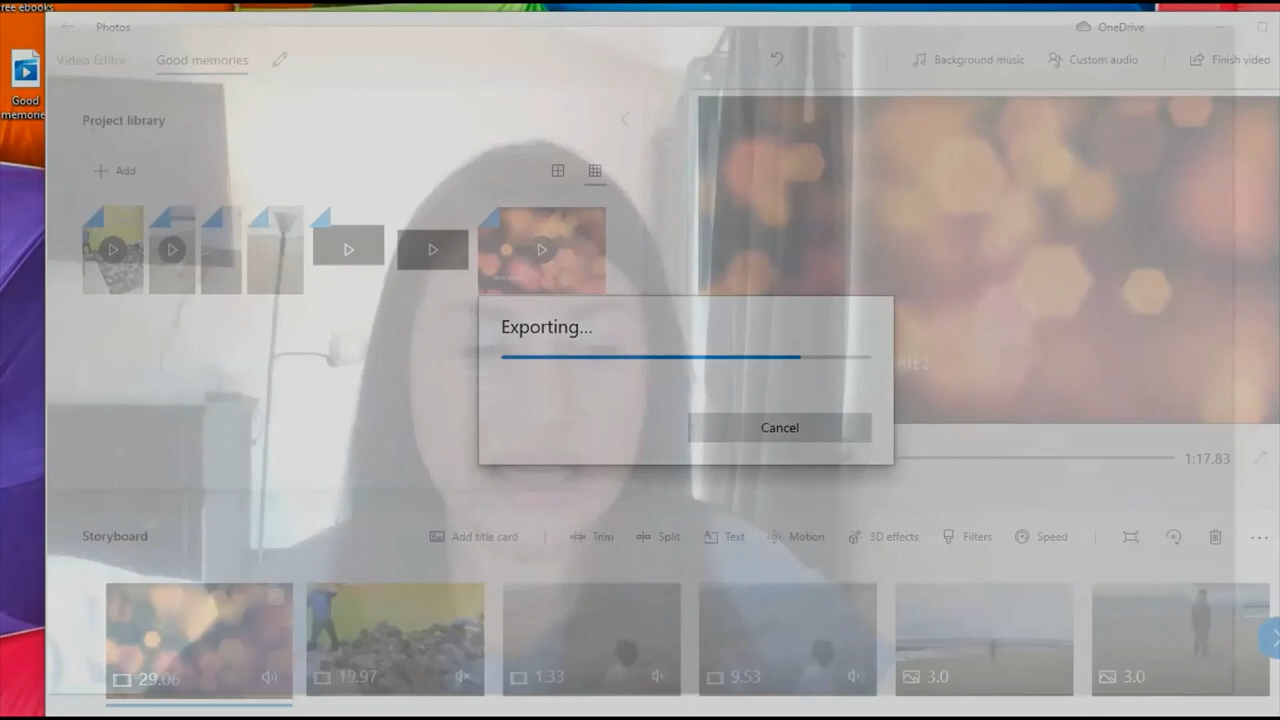 ree ebooks
Photos
OneDrive
Video Editor
Good memories
Background music
Custom audio
Finish video
Good
memorie
Project library
Add
Exporting...
RIES
Cancel
1:17.83
Storyboard
Add title card
Trim
Split
Text
Motion
3D effects
Filters
Speed
29.06
19.97
1.33
9.53
3.0
3.0